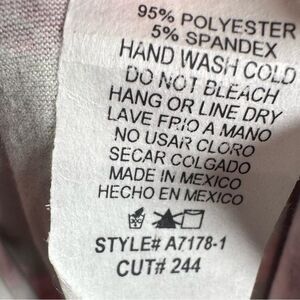 95% POLYESTER
5% SPANDEX
HAND WASH COLD
DO NOT BLEACH
HANG OR LINE DRY
LAVE FRIO A MANO
NO USAR CLORO
SECAR COLGADO
MADE IN MEXICO
HECHO EN MEXICO
STYLE# A7178-1
CUT# 244